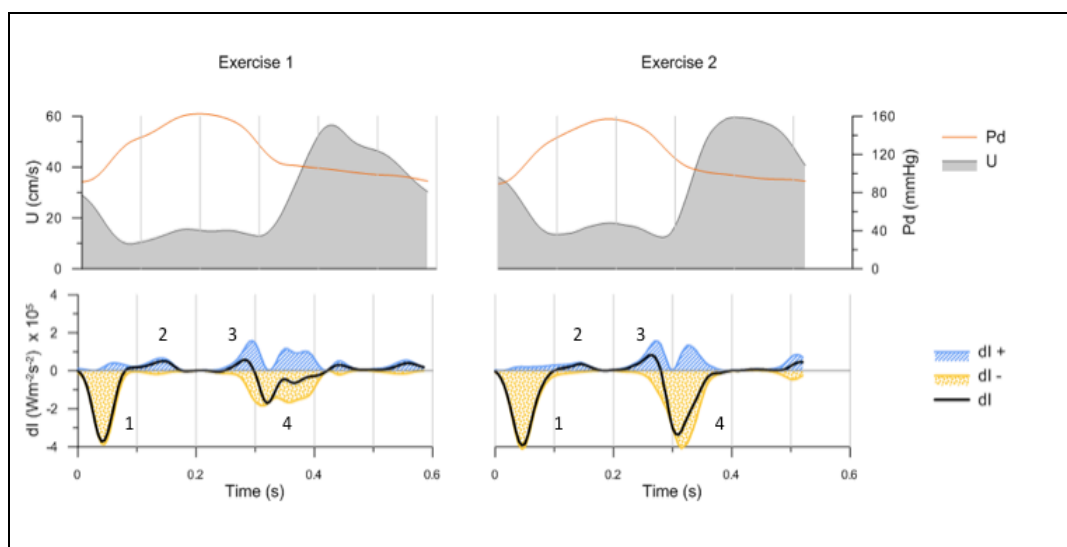 Exercise 1
Exercise 2
60
40
20
0
U (cm/s)
160
120
80
40
0
Pd (mmHg)
Pd
U
4
2
0
-2
-4
dI (Wm⁻²s⁻²) x 10⁵
2
3
1
4
2
3
1
4
0
0.2
0.4
0.6
Time (s)
0
0.2
0.4
0.6
Time (s)
dI +
dI -
dI